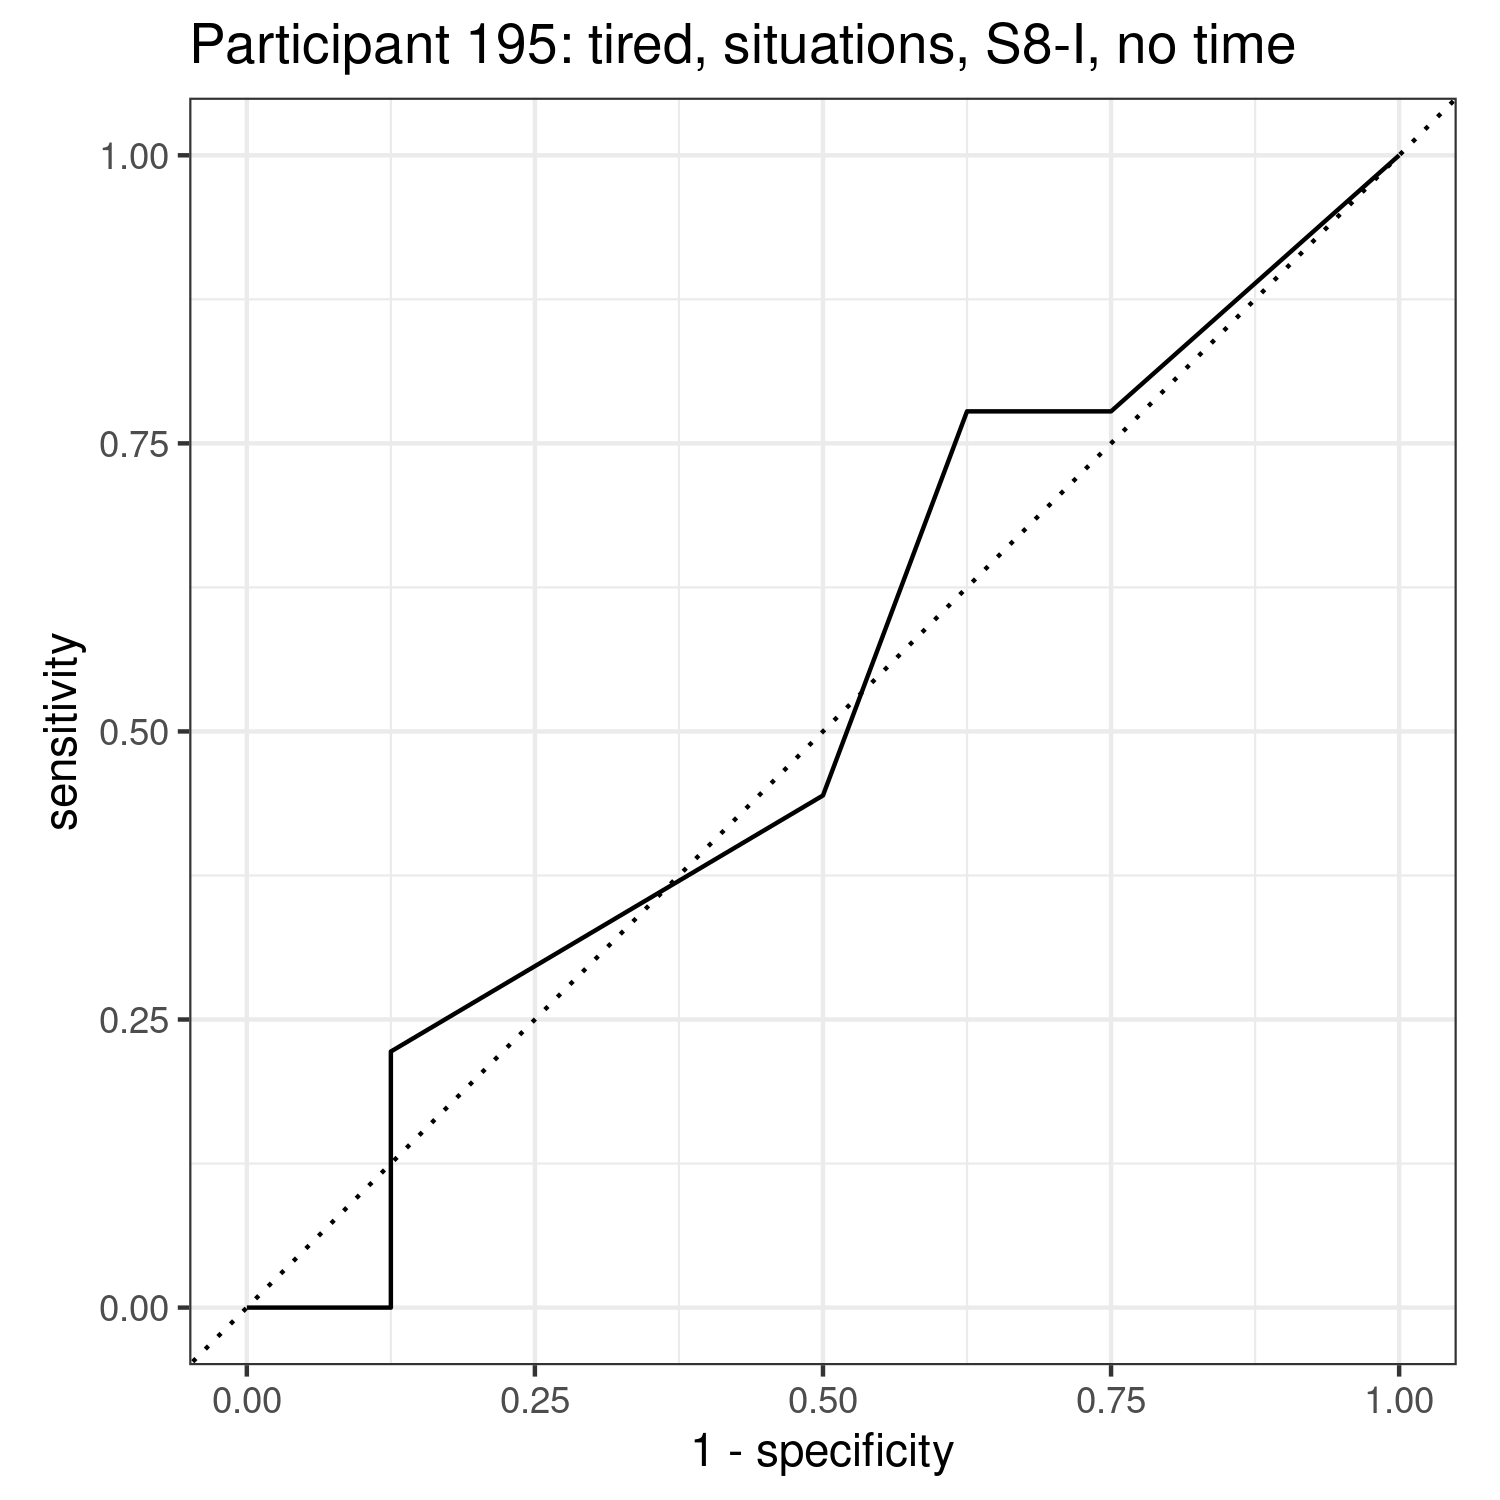 Participant 195: tired, situations, S8-I, no time
1.00
0.75
0.50
0.25
0.00
sensitivity
0.00 0.25 0.50 0.75 1.00
1 - specificity